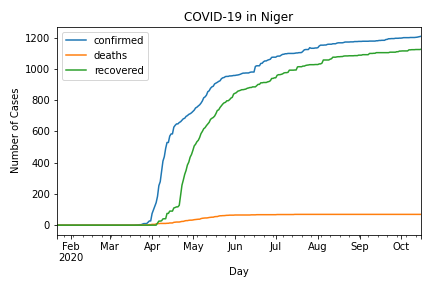 COVID-19 in Niger
confirmed
deaths
recovered
Number of Cases
1200
1000
800
600
400
200
0
Feb Mar Apr May Jun Jul Aug Sep Oct
2020
Day